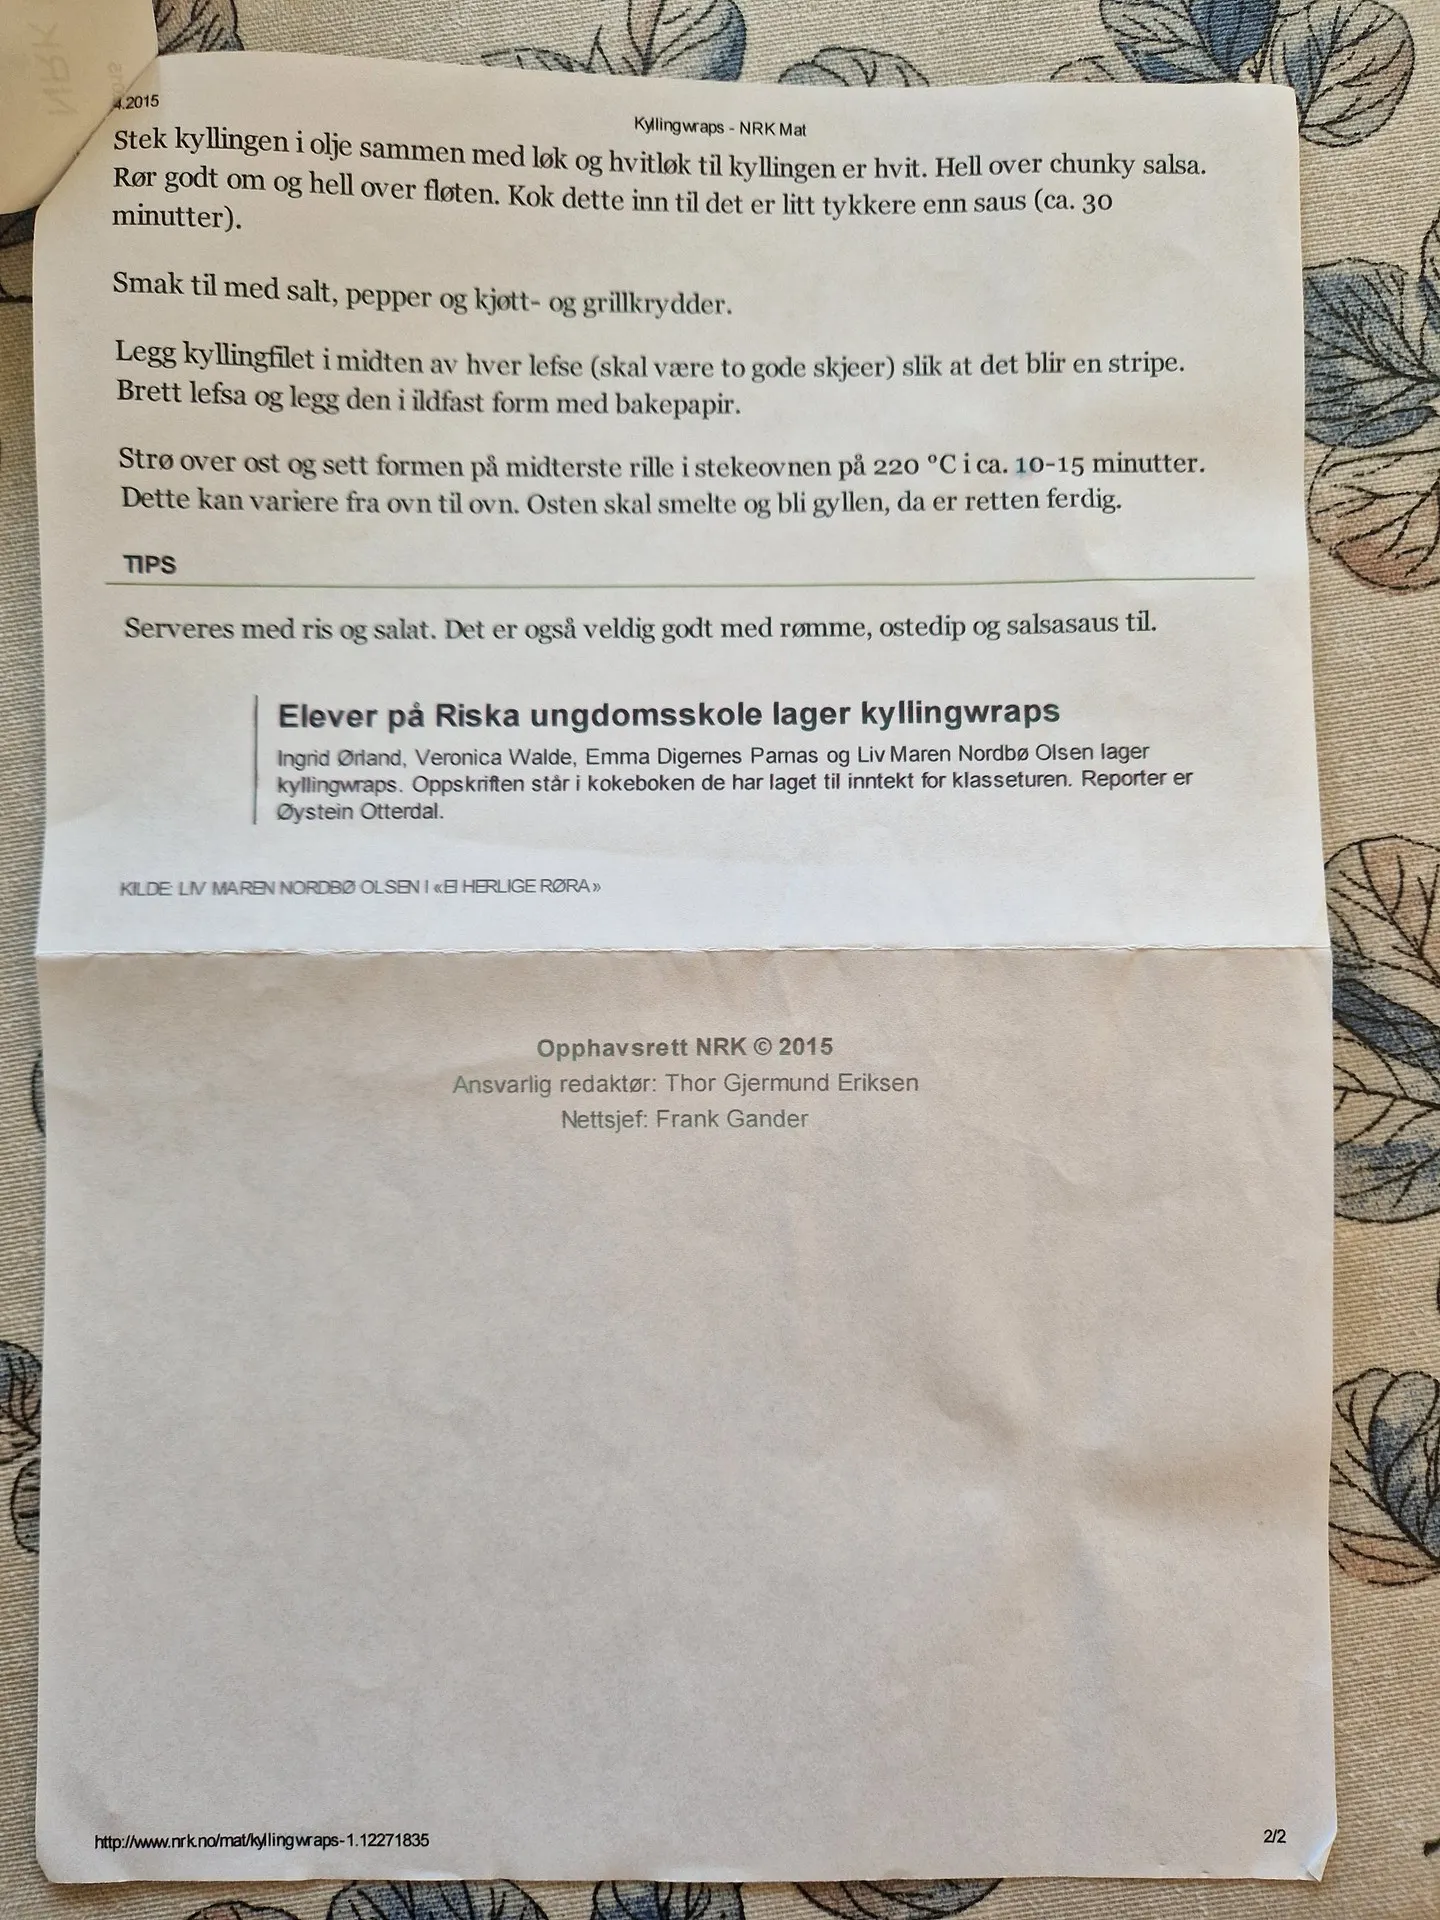 4.2015
Kyllingwraps - NRK Mat
Stek kyllingen i olje sammen med løk og hvitløk til kyllingen er hvit. Hell over chunky salsa.
Rør godt om og hell over fløten. Kok dette inn til det er litt tykkere enn saus (ca. 30
minutter).
Smak til med salt, pepper og kjøtt- og grillkrydder.
Legg kyllingfilet i midten av hver lefse (skal være to gode skjeer) slik at det blir en stripe.
Brett lefsa og legg den i ildfast form med bakepapir.
Strø over ost og sett formen på midterste rille i stekeovnen på 220 °C i ca. 10-15 minutter.
Dette kan variere fra ovn til ovn. Osten skal smelte og bli gyllen, da er retten ferdig.
TIPS
Serveres med ris og salat. Det er også veldig godt med rømme, ostedip og salsasaus til.
Elever på Riska ungdomsskole lager kyllingwraps
Ingrid Ørland, Veronica Walde, Emma Digernes Parnas og Liv Maren Nordbø Olsen lager
kyllingwraps. Oppskriften står i kokeboken de har laget til inntekt for klasseturen. Reporter er
Øystein Otterdal.
KILDE: LIV MAREN NORDBØ OLSEN I «EI HERLIGE RØRA»
Opphavsrett NRK © 2015
Ansvarlig redaktør: Thor Gjermund Eriksen
Nettsjef: Frank Gander
http://www.nrk.no/mat/kyllingwraps-1.12271835
2/2